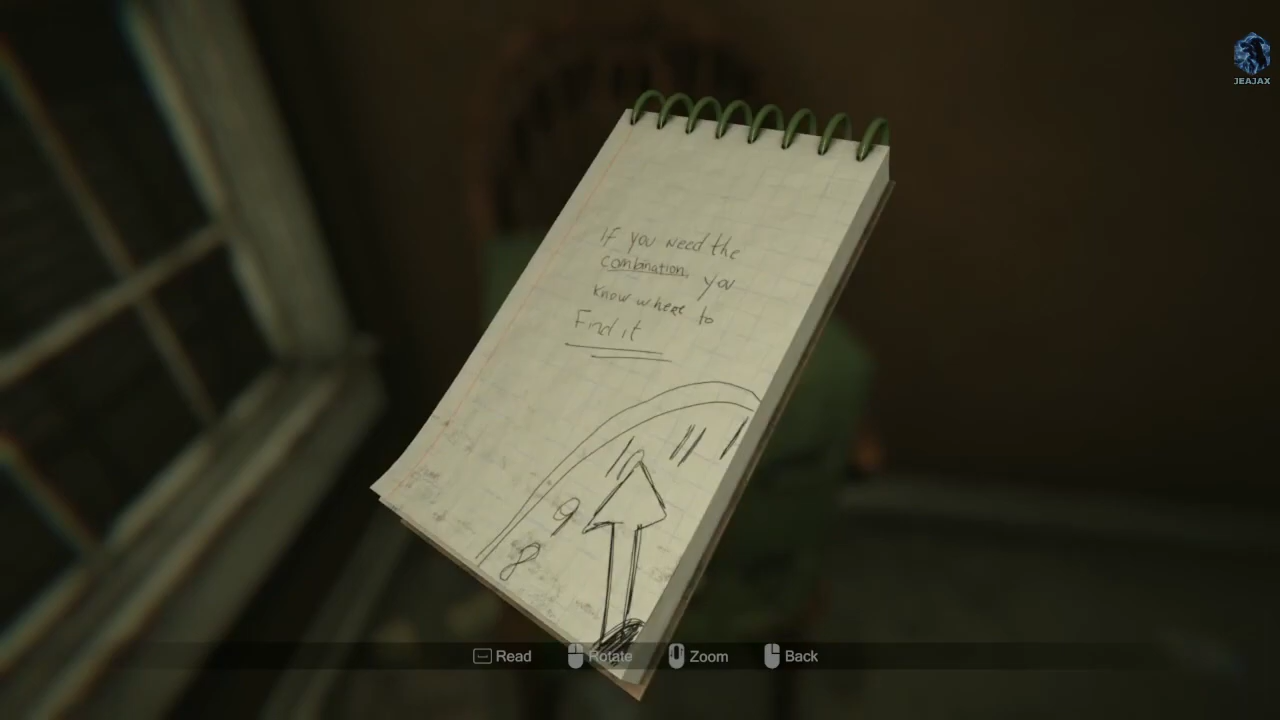 JEAJAX
If you need the
combination, you
know where to
Find it
10 11
9
8
Read Rotate Zoom Back